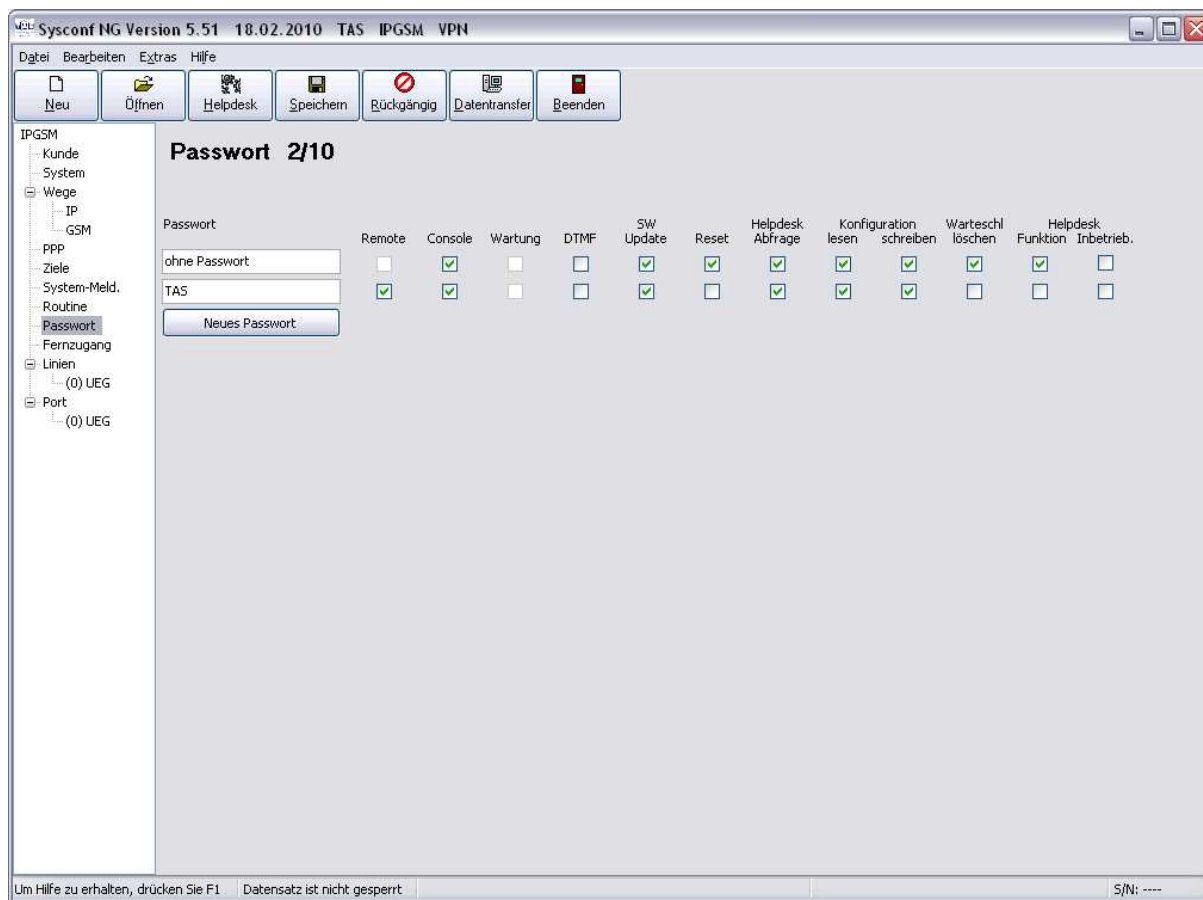 Sysconf NG Version 5.51 18.02.2010 TAS IPGSM VPN
Datei Bearbeiten Extras Hilfe
Neu Öffnen Helpdesk Speichern Rückgängig Datentransfer Beenden
IPGSM
Kunde
System
Wege
IP
GSM
PPP
Ziele
System-Meld.
Routine
Passwort
Fernzugang
Linien
(0) UEG
Port
(0) UEG
Passwort 2/10
Passwort
Remote Console Wartung DTMF SW Update Reset Helpdesk Abfrage Konfiguration lesen schreiben Warteschl löschen Helpdesk Funktion Inbetrieb.
ohne Passwort
TAS
Neues Passwort
Um Hilfe zu erhalten, drücken Sie F1 Datensatz ist nicht gesperrt S/N: ----